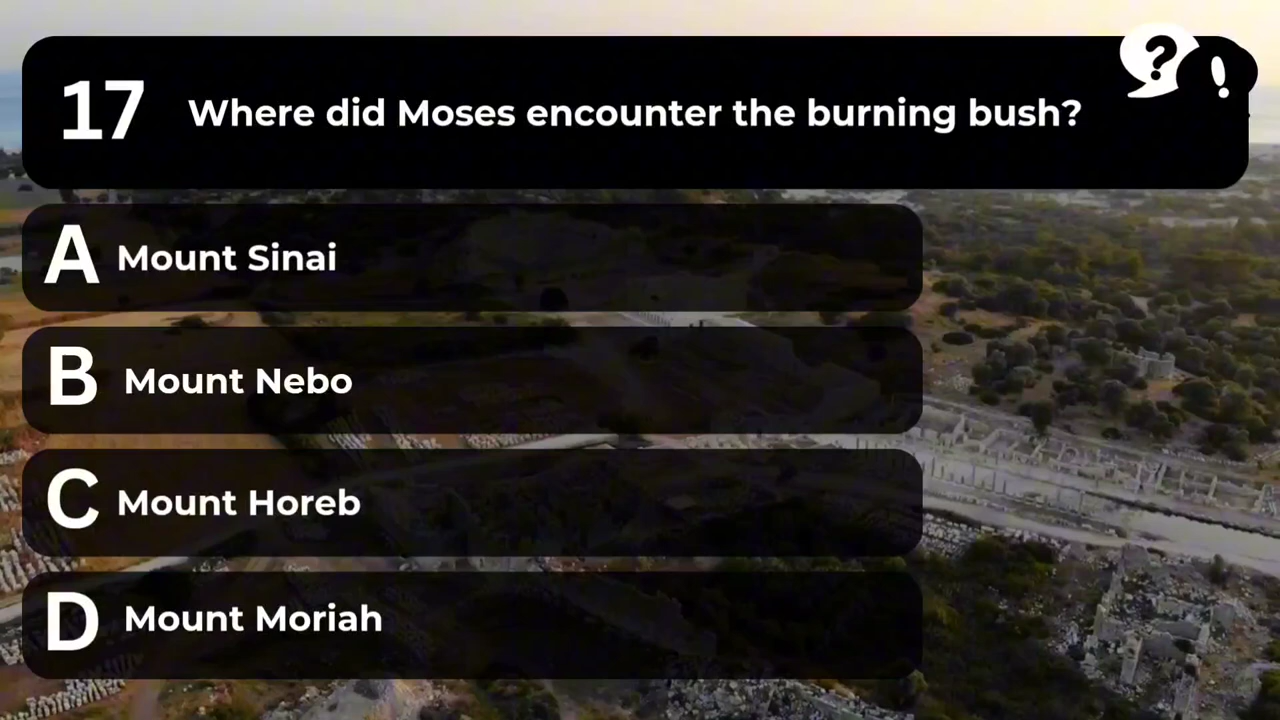 17 Where did Moses encounter the burning bush?
A Mount Sinai
B Mount Nebo
C Mount Horeb
D Mount Moriah